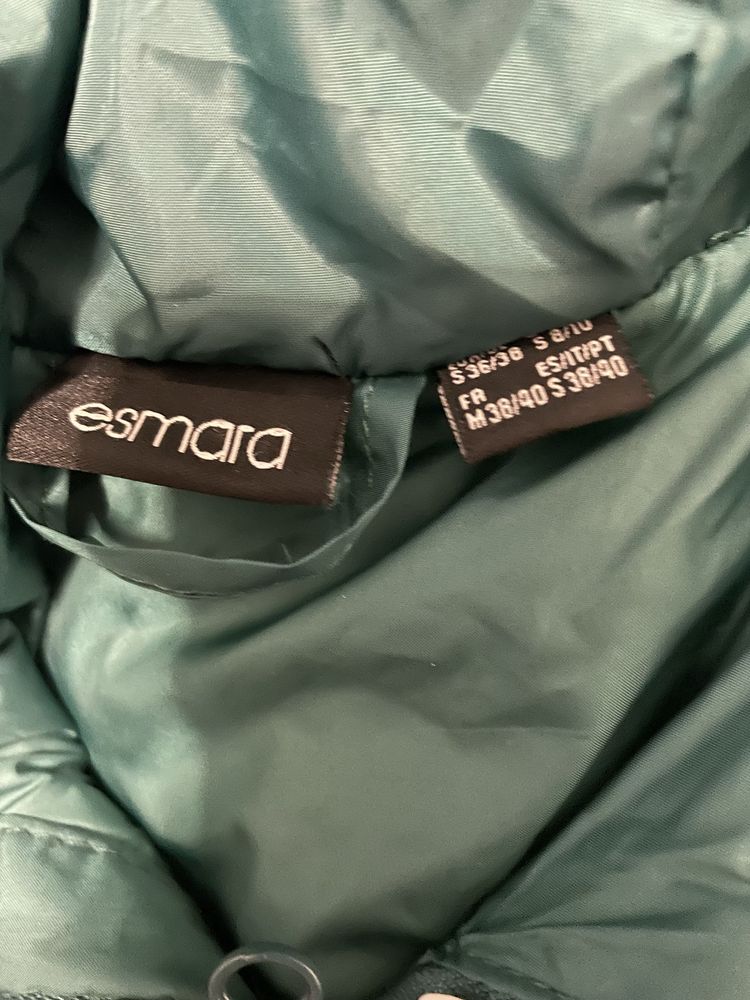 esmara
S 36/38 S 8/10
FR ES/IT/PT
M 38/40 S 38/40